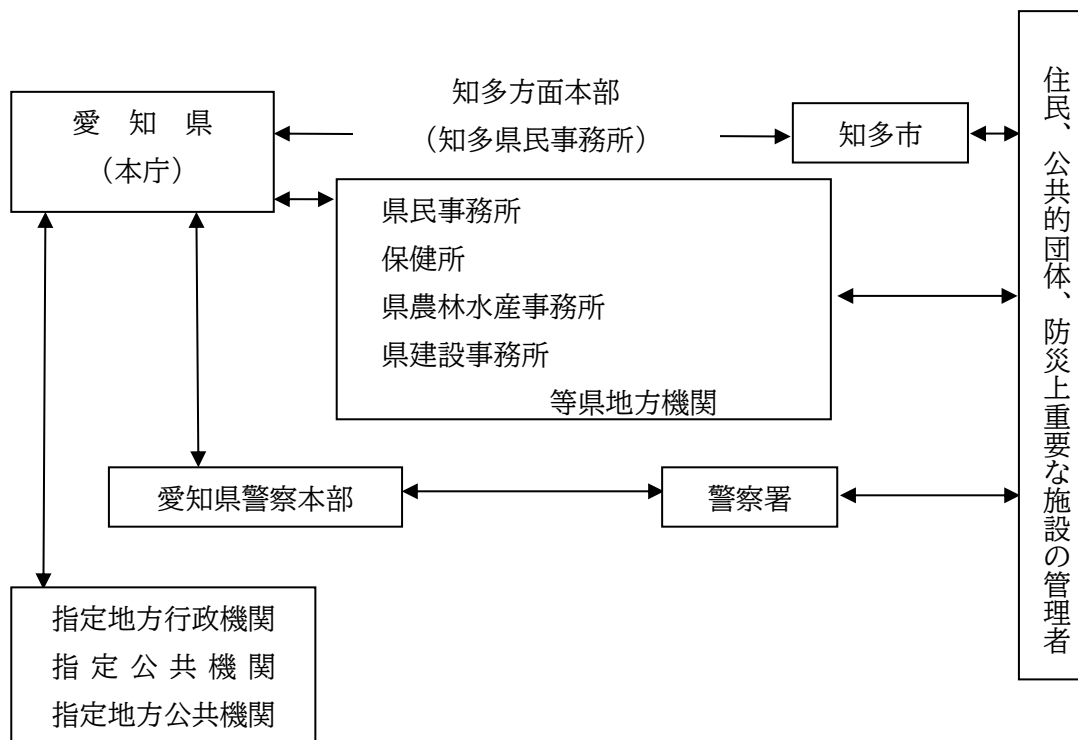 愛　知　県
（本庁）
知多方面本部
（知多県民事務所）
知多市
県民事務所
保健所
県農林水産事務所
県建設事務所
等県地方機関
愛知県警察本部
警察署
指定地方行政機関
指 定 公 共 機 関
指定地方公共機関
住民、公共的団体、防災上重要な施設の管理者